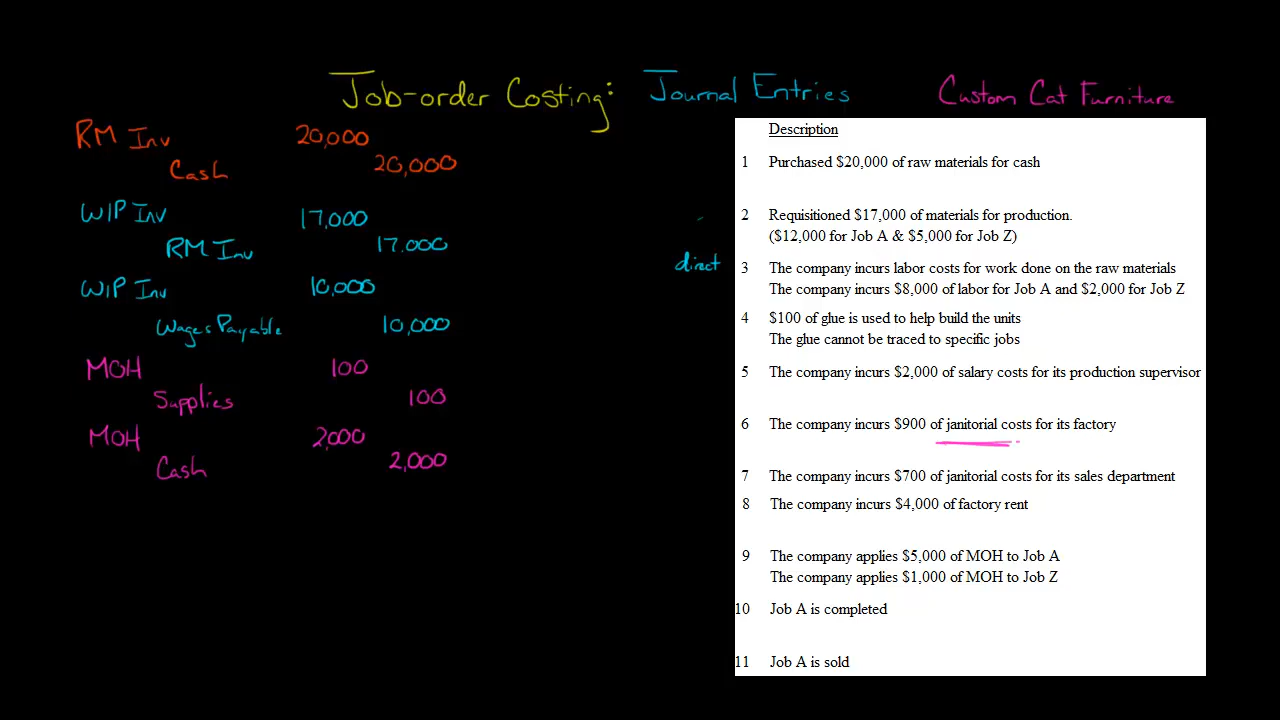 Job-order Costing: Journal Entries Custom Cat Furniture
RM Inv 20,000
Cash 20,000
WIP Inv 17,000
RM Inv 17,000
WIP Inv 10,000
Wages Payable 10,000
MOH 100
Supplies 100
MOH 2,000
Cash 2,000
direct
Description
1 Purchased $20,000 of raw materials for cash
2 Requisitioned $17,000 of materials for production.
($12,000 for Job A & $5,000 for Job Z)
3 The company incurs labor costs for work done on the raw materials
The company incurs $8,000 of labor for Job A and $2,000 for Job Z
4 $100 of glue is used to help build the units
The glue cannot be traced to specific jobs
5 The company incurs $2,000 of salary costs for its production supervisor
6 The company incurs $900 of janitorial costs for its factory
7 The company incurs $700 of janitorial costs for its sales department
8 The company incurs $4,000 of factory rent
9 The company applies $5,000 of MOH to Job A
The company applies $1,000 of MOH to Job Z
10 Job A is completed
11 Job A is sold